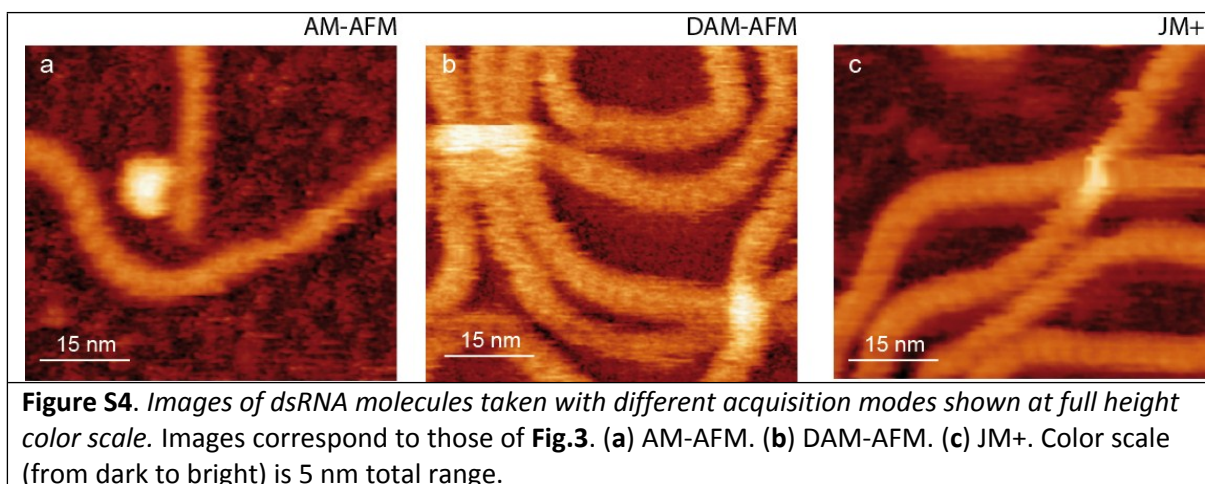 AM-AFM DAM-AFM JM+
a b c
15 nm 15 nm 15 nm
Figure S4. Images of dsRNA molecules taken with different acquisition modes shown at full height
color scale. Images correspond to those of Fig.3. (a) AM-AFM. (b) DAM-AFM. (c) JM+. Color scale
(from dark to bright) is 5 nm total range.